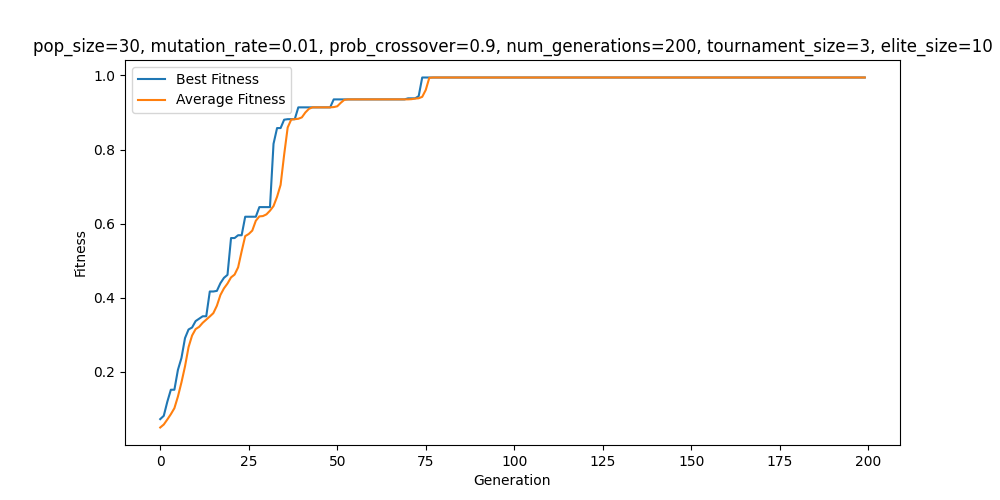 pop_size=30, mutation_rate=0.01, prob_crossover=0.9, num_generations=200, tournament_size=3, elite_size=10
Best Fitness
Average Fitness
1.0
0.8
0.6
0.4
0.2
Fitness
0 25 50 75 100 125 150 175 200
Generation